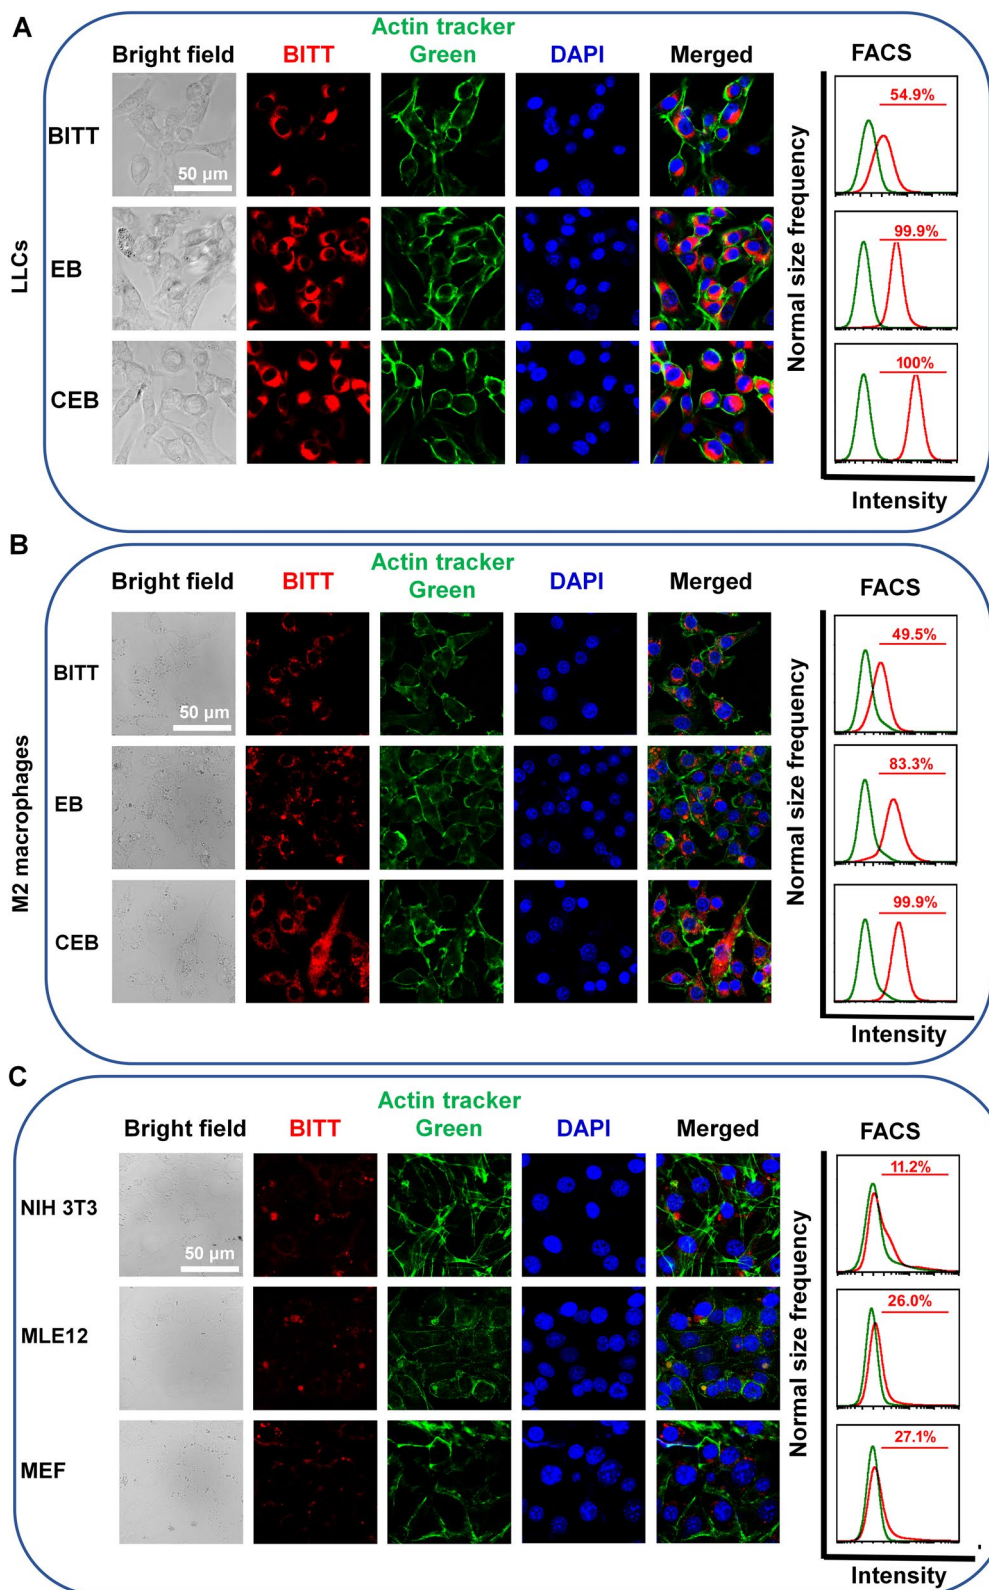 A
Actin tracker
Bright field BITT Green DAPI Merged FACS
BITT
50 µm
54.9%
EB
99.9%
CEB
100%
LLCs
Normal size frequency
Intensity
B
Actin tracker
Bright field BITT Green DAPI Merged FACS
BITT
50 µm
49.5%
EB
83.3%
CEB
99.9%
M2 macrophages
Normal size frequency
Intensity
C
Actin tracker
Bright field BITT Green DAPI Merged FACS
NIH 3T3
50 µm
11.2%
MLE12
26.0%
MEF
27.1%
Normal size frequency
Intensity